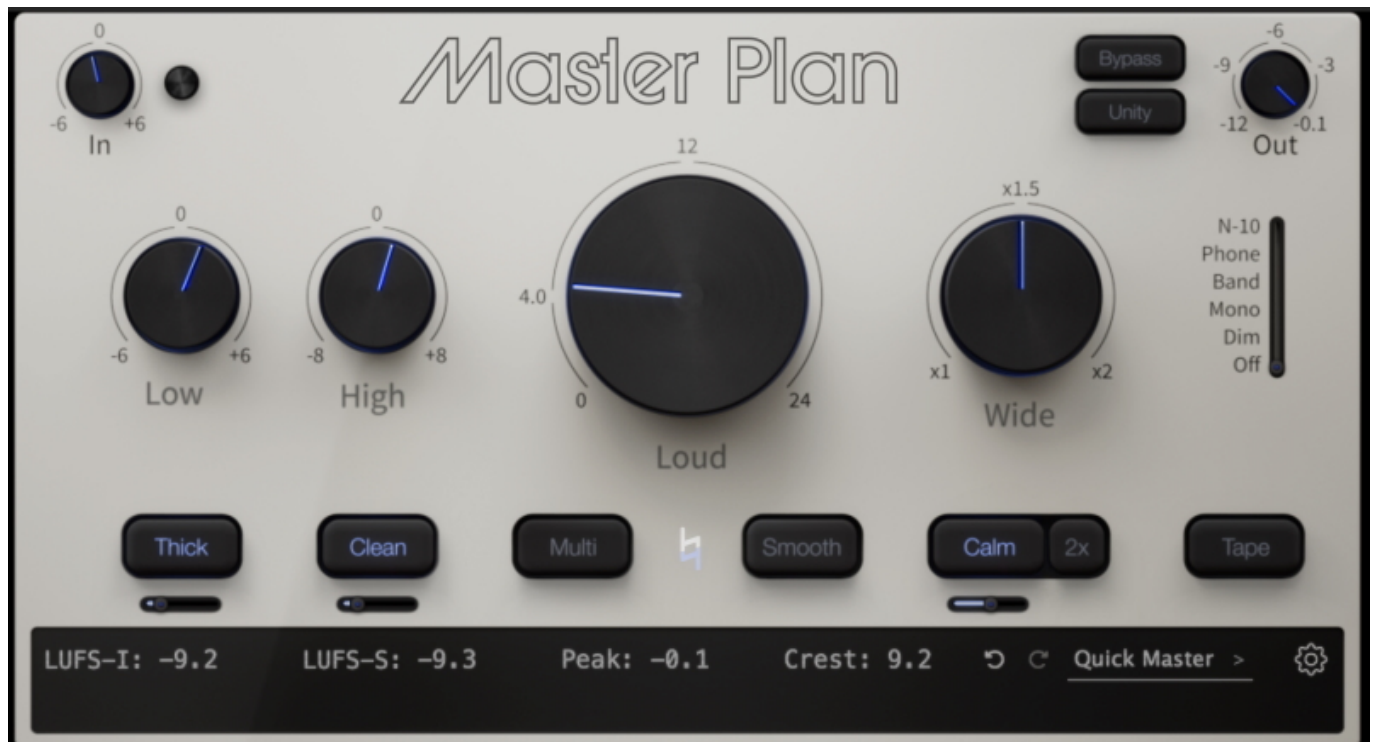 Master Plan
0
-6 +6
In
Bypass
Unity
-6
-9 -3
-12 -0.1
Out
0
-6 +6
Low
0
-8 +8
High
12
4.0
0 24
Loud
x1.5
x1 x2
Wide
N-10
Phone
Band
Mono
Dim
Off
Thick Clean Multi Smooth Calm 2x Tape
LUFS-I: -9.2 LUFS-S: -9.3 Peak: -0.1 Crest: 9.2 Quick Master >